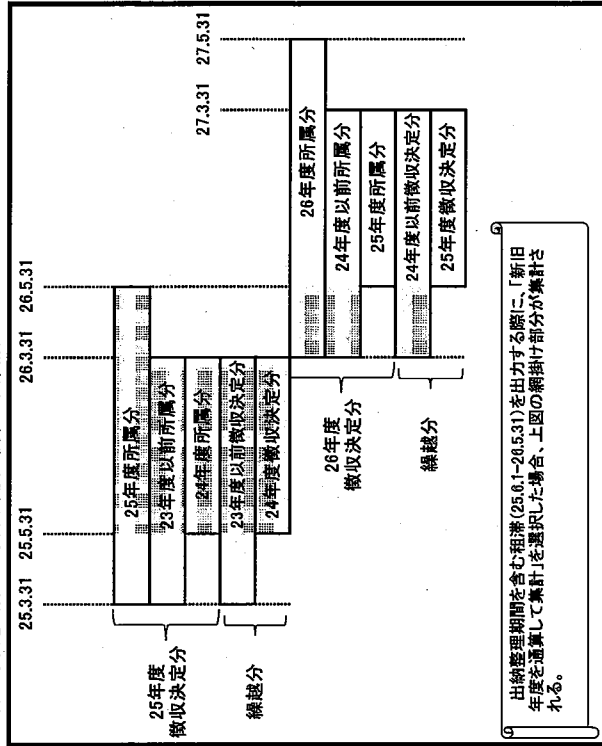 25.3.31
25.5.31
26.3.31
26.5.31
27.3.31
27.5.31
25年度
徴収決定分
25年度所属分
23年度以前所属分
24年度所属分
繰越分
23年度以前徴収決定分
24年度徴収決定分
26年度
徴収決定分
26年度所属分
24年度以前所属分
25年度所属分
繰越分
24年度以前徴収決定分
25年度徴収決定分
出納整理期間を含む租滞(25.6.1-26.5.31)を出力する際に、「新旧
年度を通算して集計」を選択した場合、上図の網掛け部分が集計さ
れる。